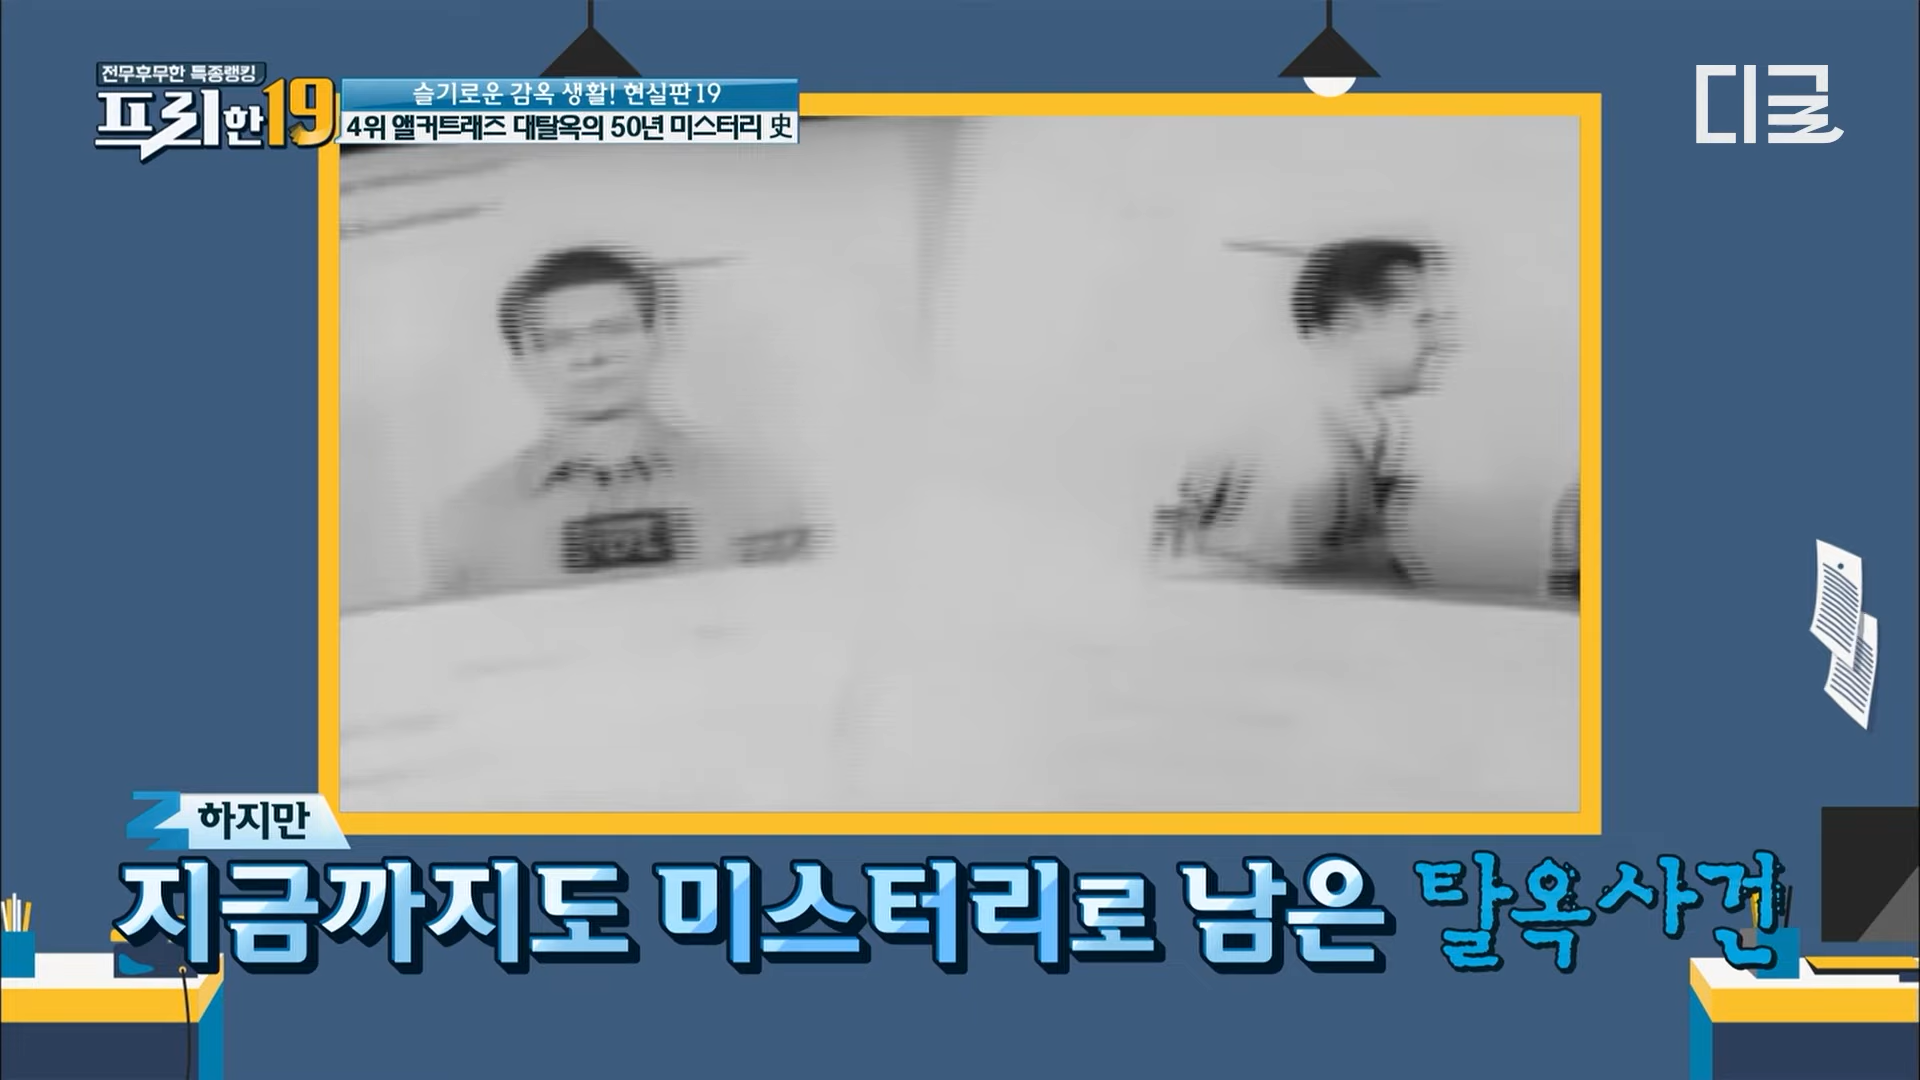 전무후무한 특종랭킹
프리한19
슬기로운 감옥 생활! 현실판19
4위 앨커트래즈 대탈옥의 50년 미스터리 史
디글
하지만
지금까지도 미스터리로 남은 탈옥사건